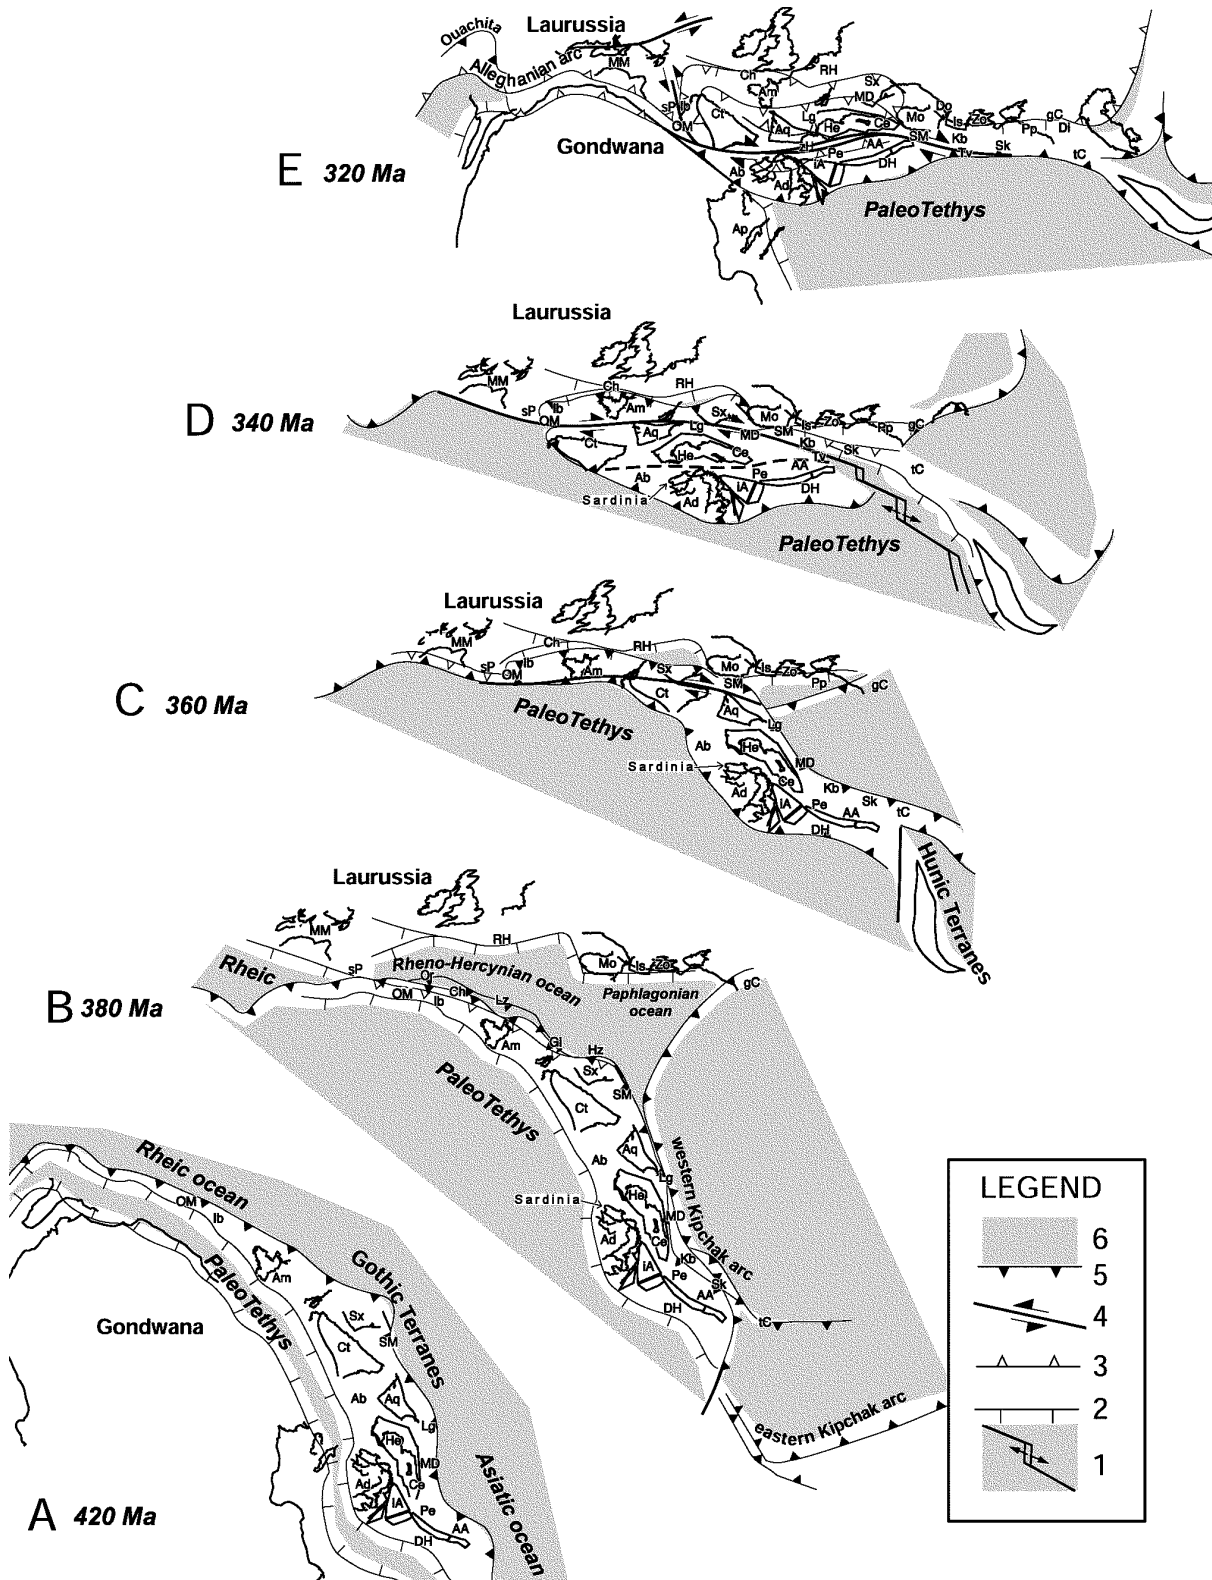 Ouachita
Laurussia
Alleghanian arc
MM
Ch
RH
Sx
Am
MD
sP
Ib
OM
Ct
Lg
Aq
He
Ce
Mo
Do
Is
Zo
gC
Pp
Di
SM
Kb
Sk
Tv
tC
zH
Pe
AA
iA
DH
Ab
Ad
Ap
Gondwana
PaleoTethys
E 320 Ma
Laurussia
MM
Ch
RH
sP
Ib
OM
Am
Sx
Mo
Is
Zo
Rp
gC
Aq
Lg
MD
SM
Kb
Sk
Tv
tC
Ct
He
Ce
AA
Ab
Pe
iA
DH
Sardinia
Ad
PaleoTethys
D 340 Ma
Laurussia
MM
Ch
RH
sP
Ib
OM
Am
Sx
Mo
Is
Zo
SM
Pp
gC
Ct
Aq
Lg
PaleoTethys
Ab
He
MD
Sardinia
Ce
Ad
iA
Pe
Kb
Sk
AA
tC
DH
Hunic Terranes
C 360 Ma
Laurussia
MM
RH
Mo
Is
Zo
Rheic
sP
Rheno-Hercynian ocean
Paphlagonian
ocean
gC
Or
OM
Ib
Ch
Lz
Am
Gi
Hz
Sx
SM
Ct
PaleoTethys
Aq
Ab
Lg
Sardinia
He
MD
Ad
Ce
iA
Kb
Pe
Sk
AA
DH
tC
western Kipchak arc
eastern Kipchak arc
B 380 Ma
Rheic ocean
OM
Ib
Am
PaleoTethys
Gothic Terranes
Gondwana
Sx
SM
Ct
Ab
Aq
Lg
He
MD
Ad
Ce
iA
Pe
AA
DH
Asiatic ocean
A 420 Ma
LEGEND
6
5
4
3
2
1